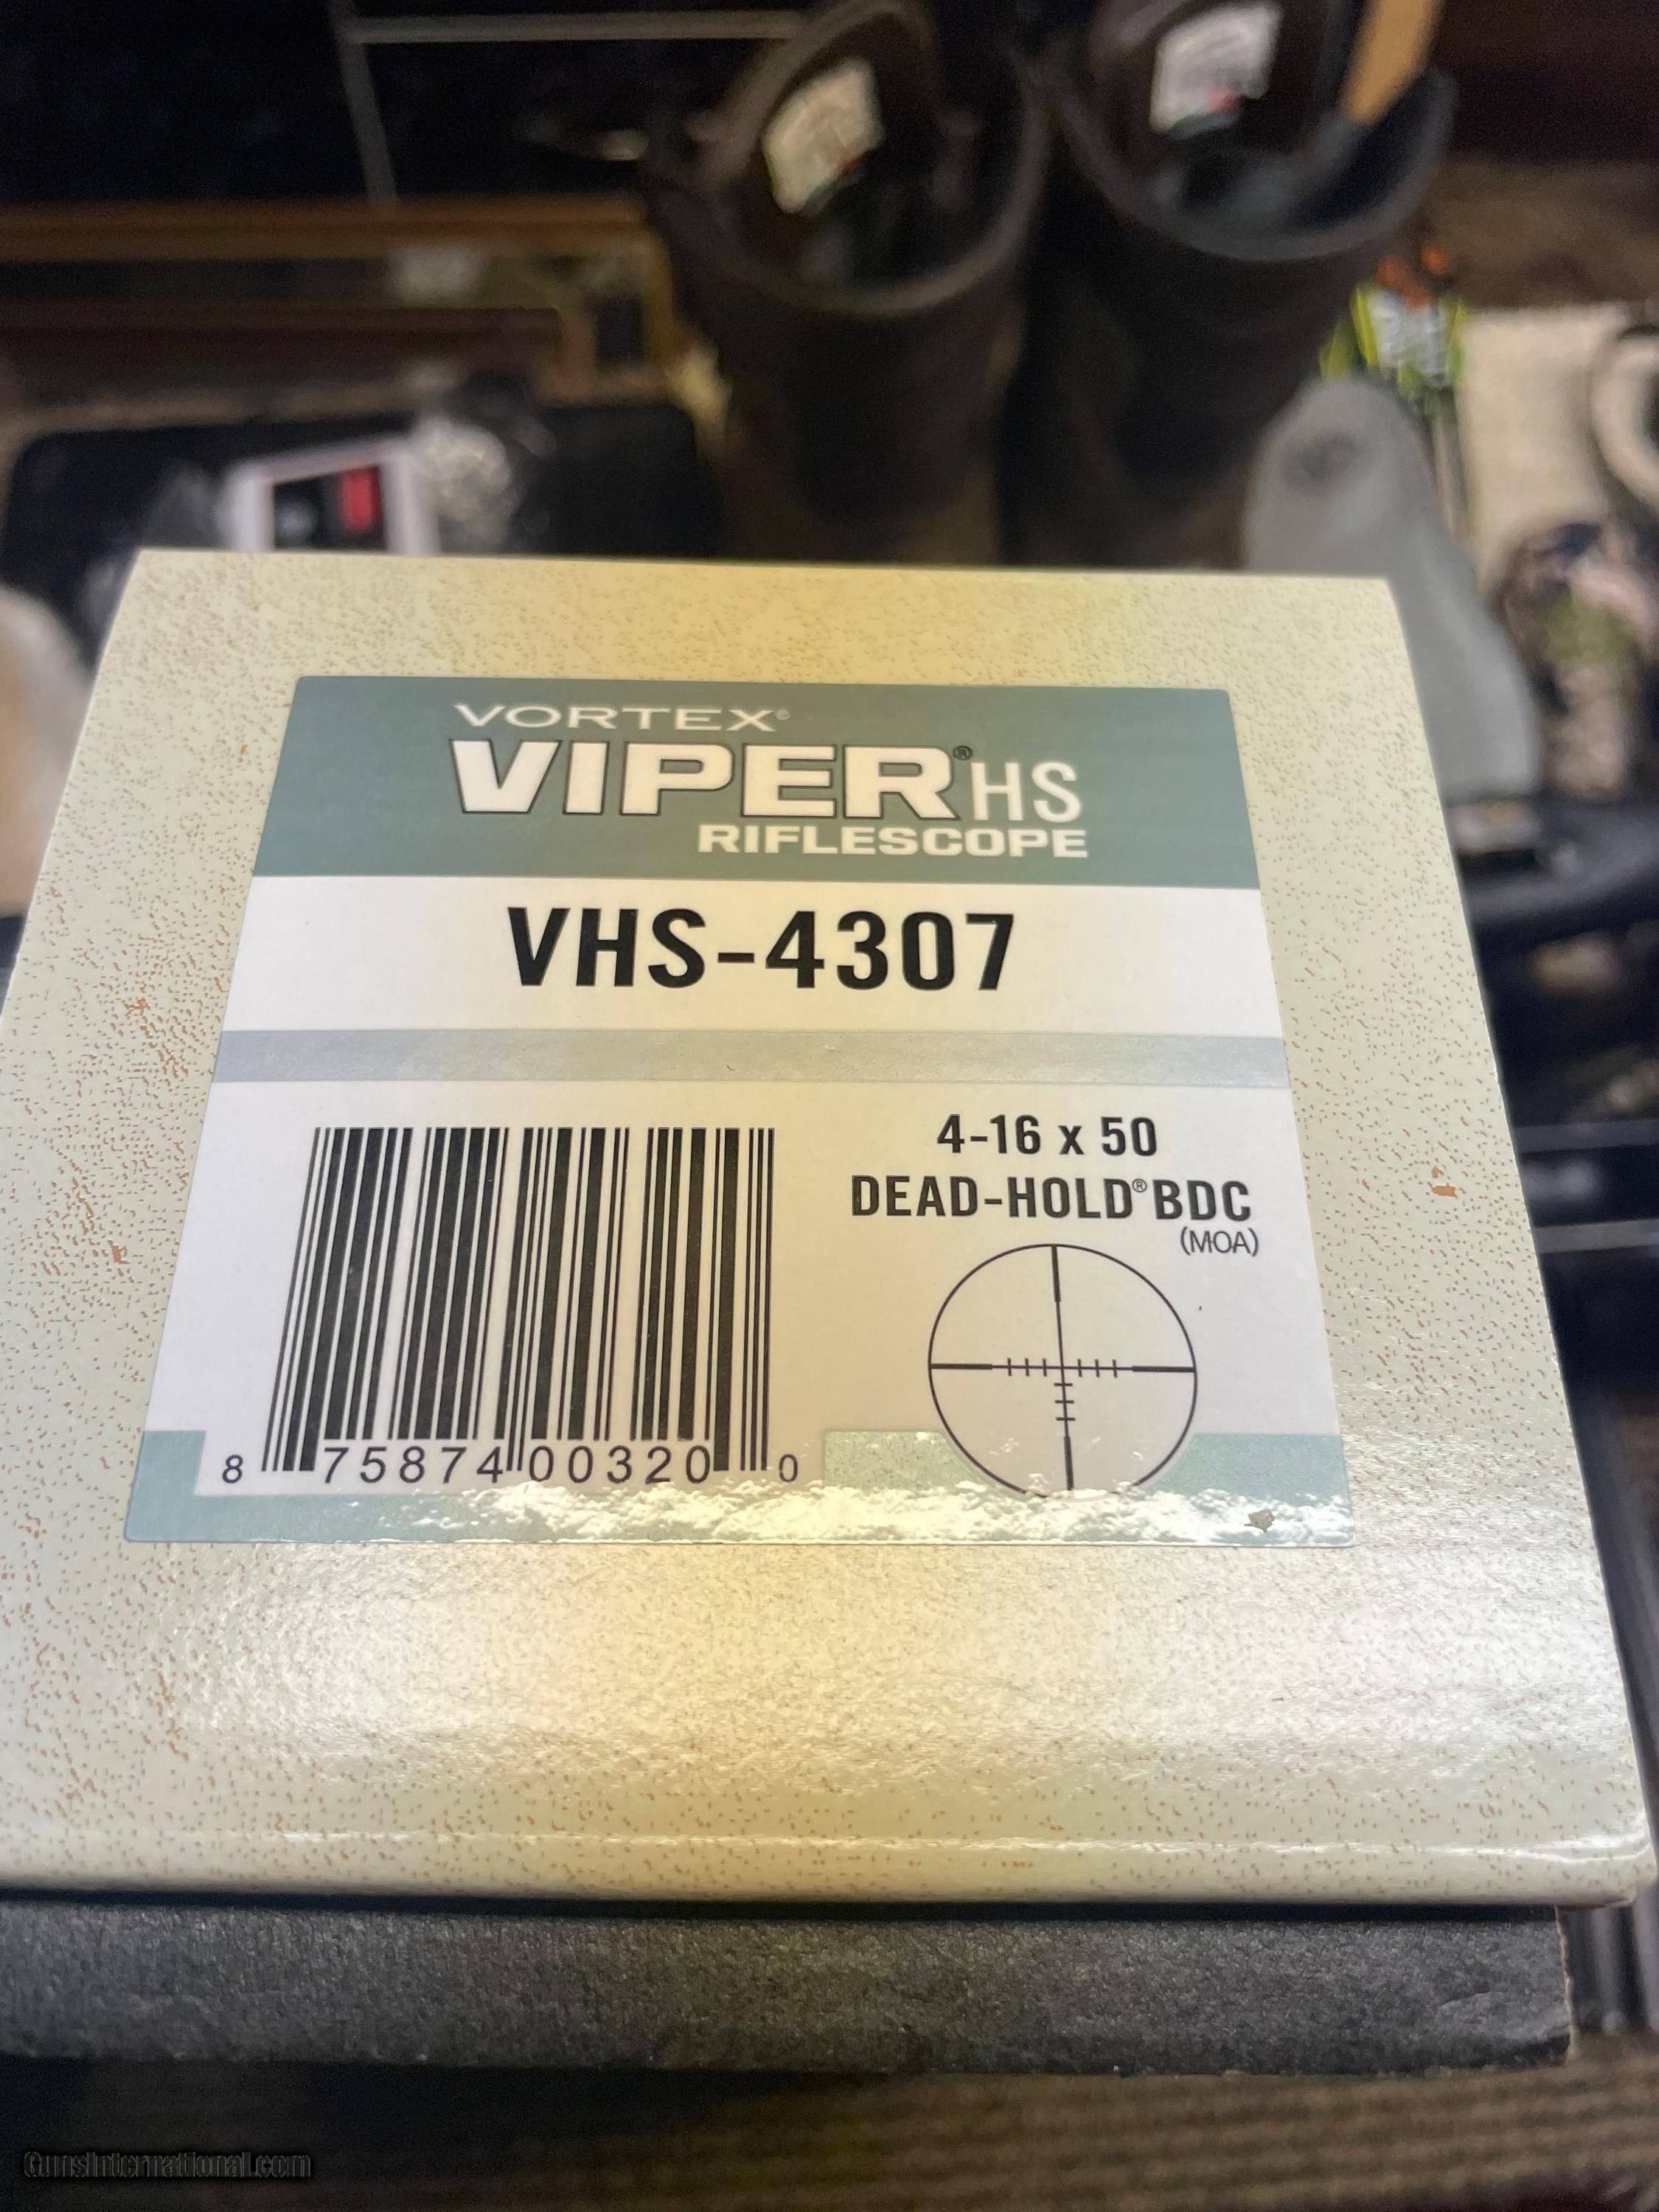 VORTEX®
VIPER® HS
RIFLESCOPE
VHS-4307
4-16 x 50
DEAD-HOLD® BDC
(MOA)
8 75874 00320 0
GunsInternational.com